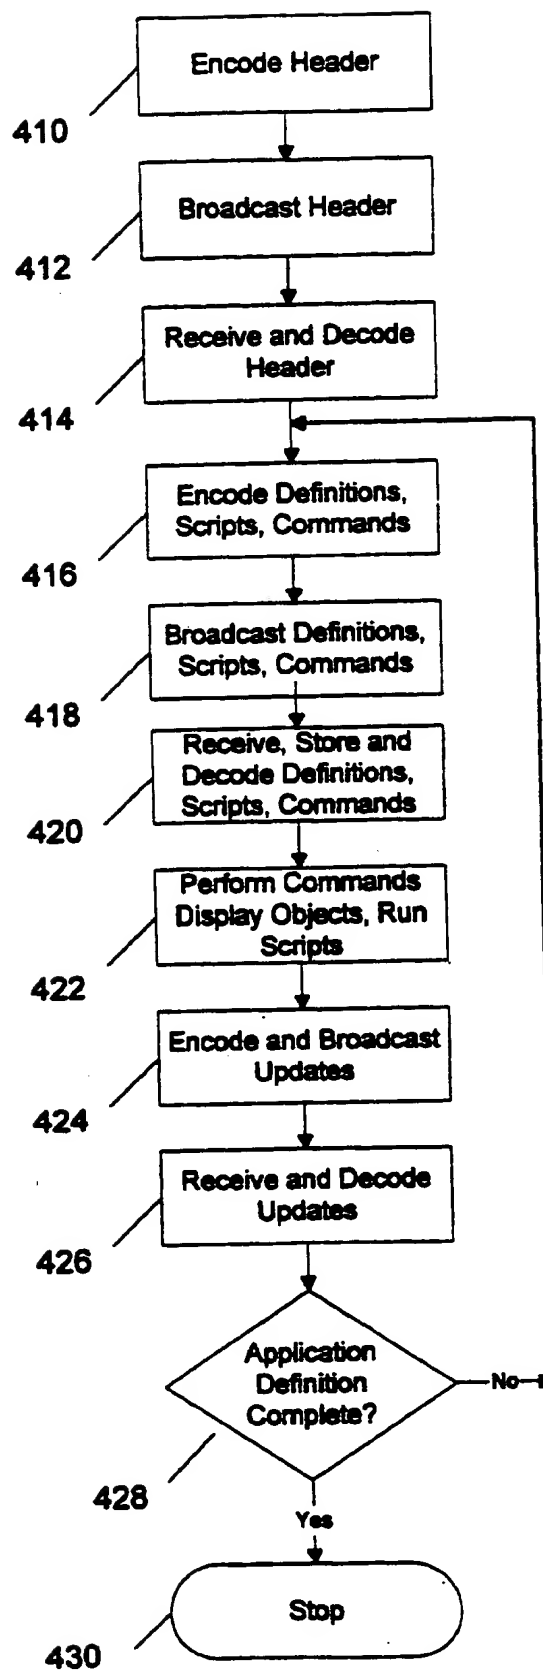 Encode Header
410
Broadcast Header
412
Receive and Decode
Header
414
Encode Definitions,
Scripts, Commands
416
Broadcast Definitions,
Scripts, Commands
418
Receive, Store and
Decode Definitions,
Scripts, Commands
420
Perform Commands
Display Objects, Run
Scripts
422
Encode and Broadcast
Updates
424
Receive and Decode
Updates
426
Application
Definition
Complete?
No
428
Yes
Stop
430